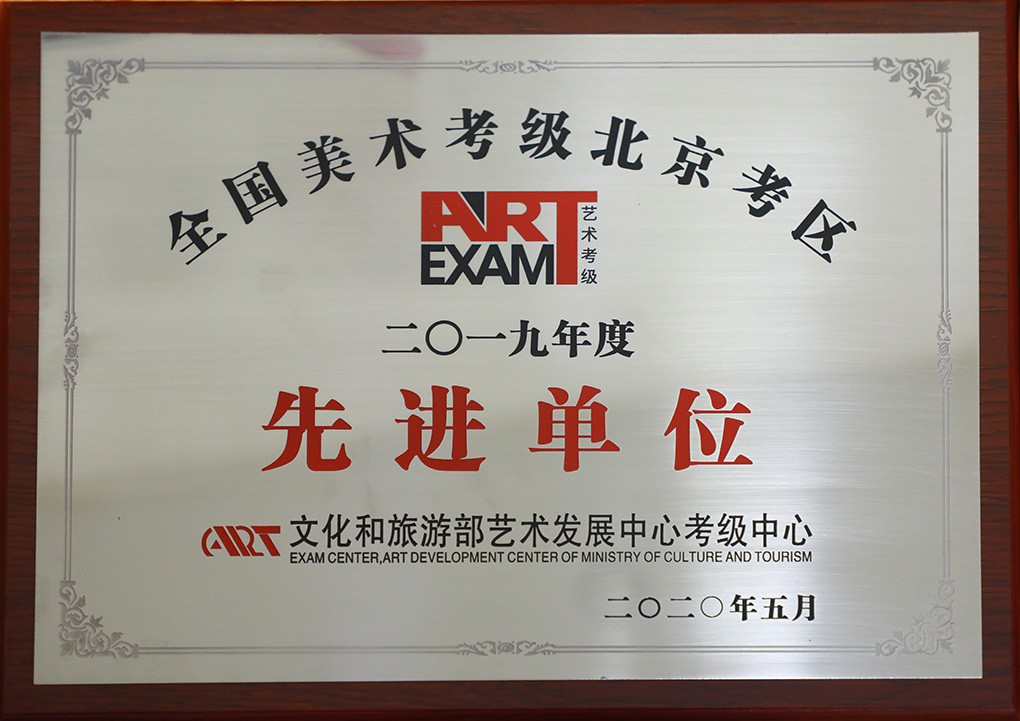 全国美术考级北京考区
ART
EXAM
艺术考级
二〇一九年度
先进单位
ART
文化和旅游部艺术发展中心考级中心
EXAM CENTER,ART DEVELOPMENT CENTER OF MINISTRY OF CULTURE AND TOURISM
二〇二〇年五月